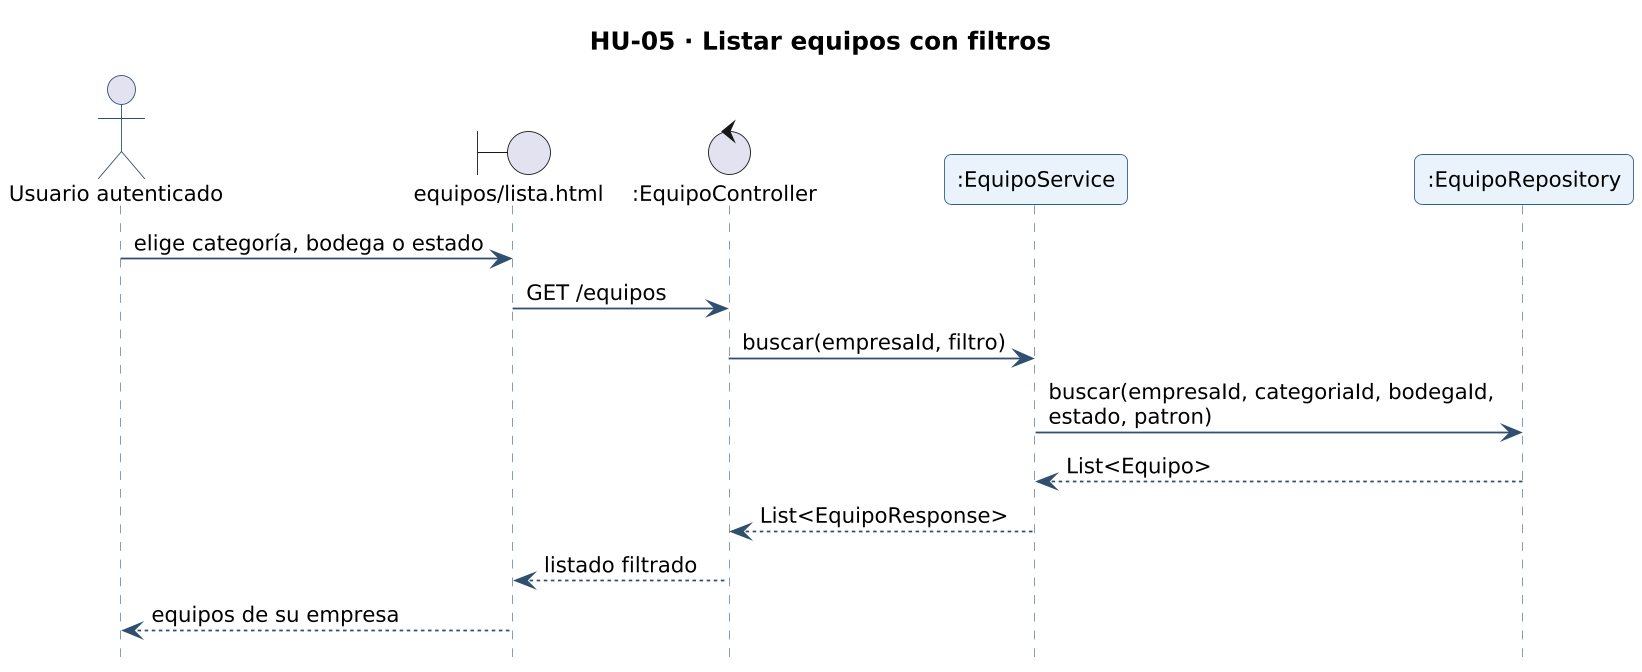 HU-05 · Listar equipos con filtros
Usuario autenticado
equipos/lista.html
:EquipoController
:EquipoService
:EquipoRepository
elige categoría, bodega o estado
GET /equipos
buscar(empresaId, filtro)
buscar(empresaId, categoriaId, bodegaId,
estado, patron)
List<Equipo>
List<EquipoResponse>
listado filtrado
equipos de su empresa